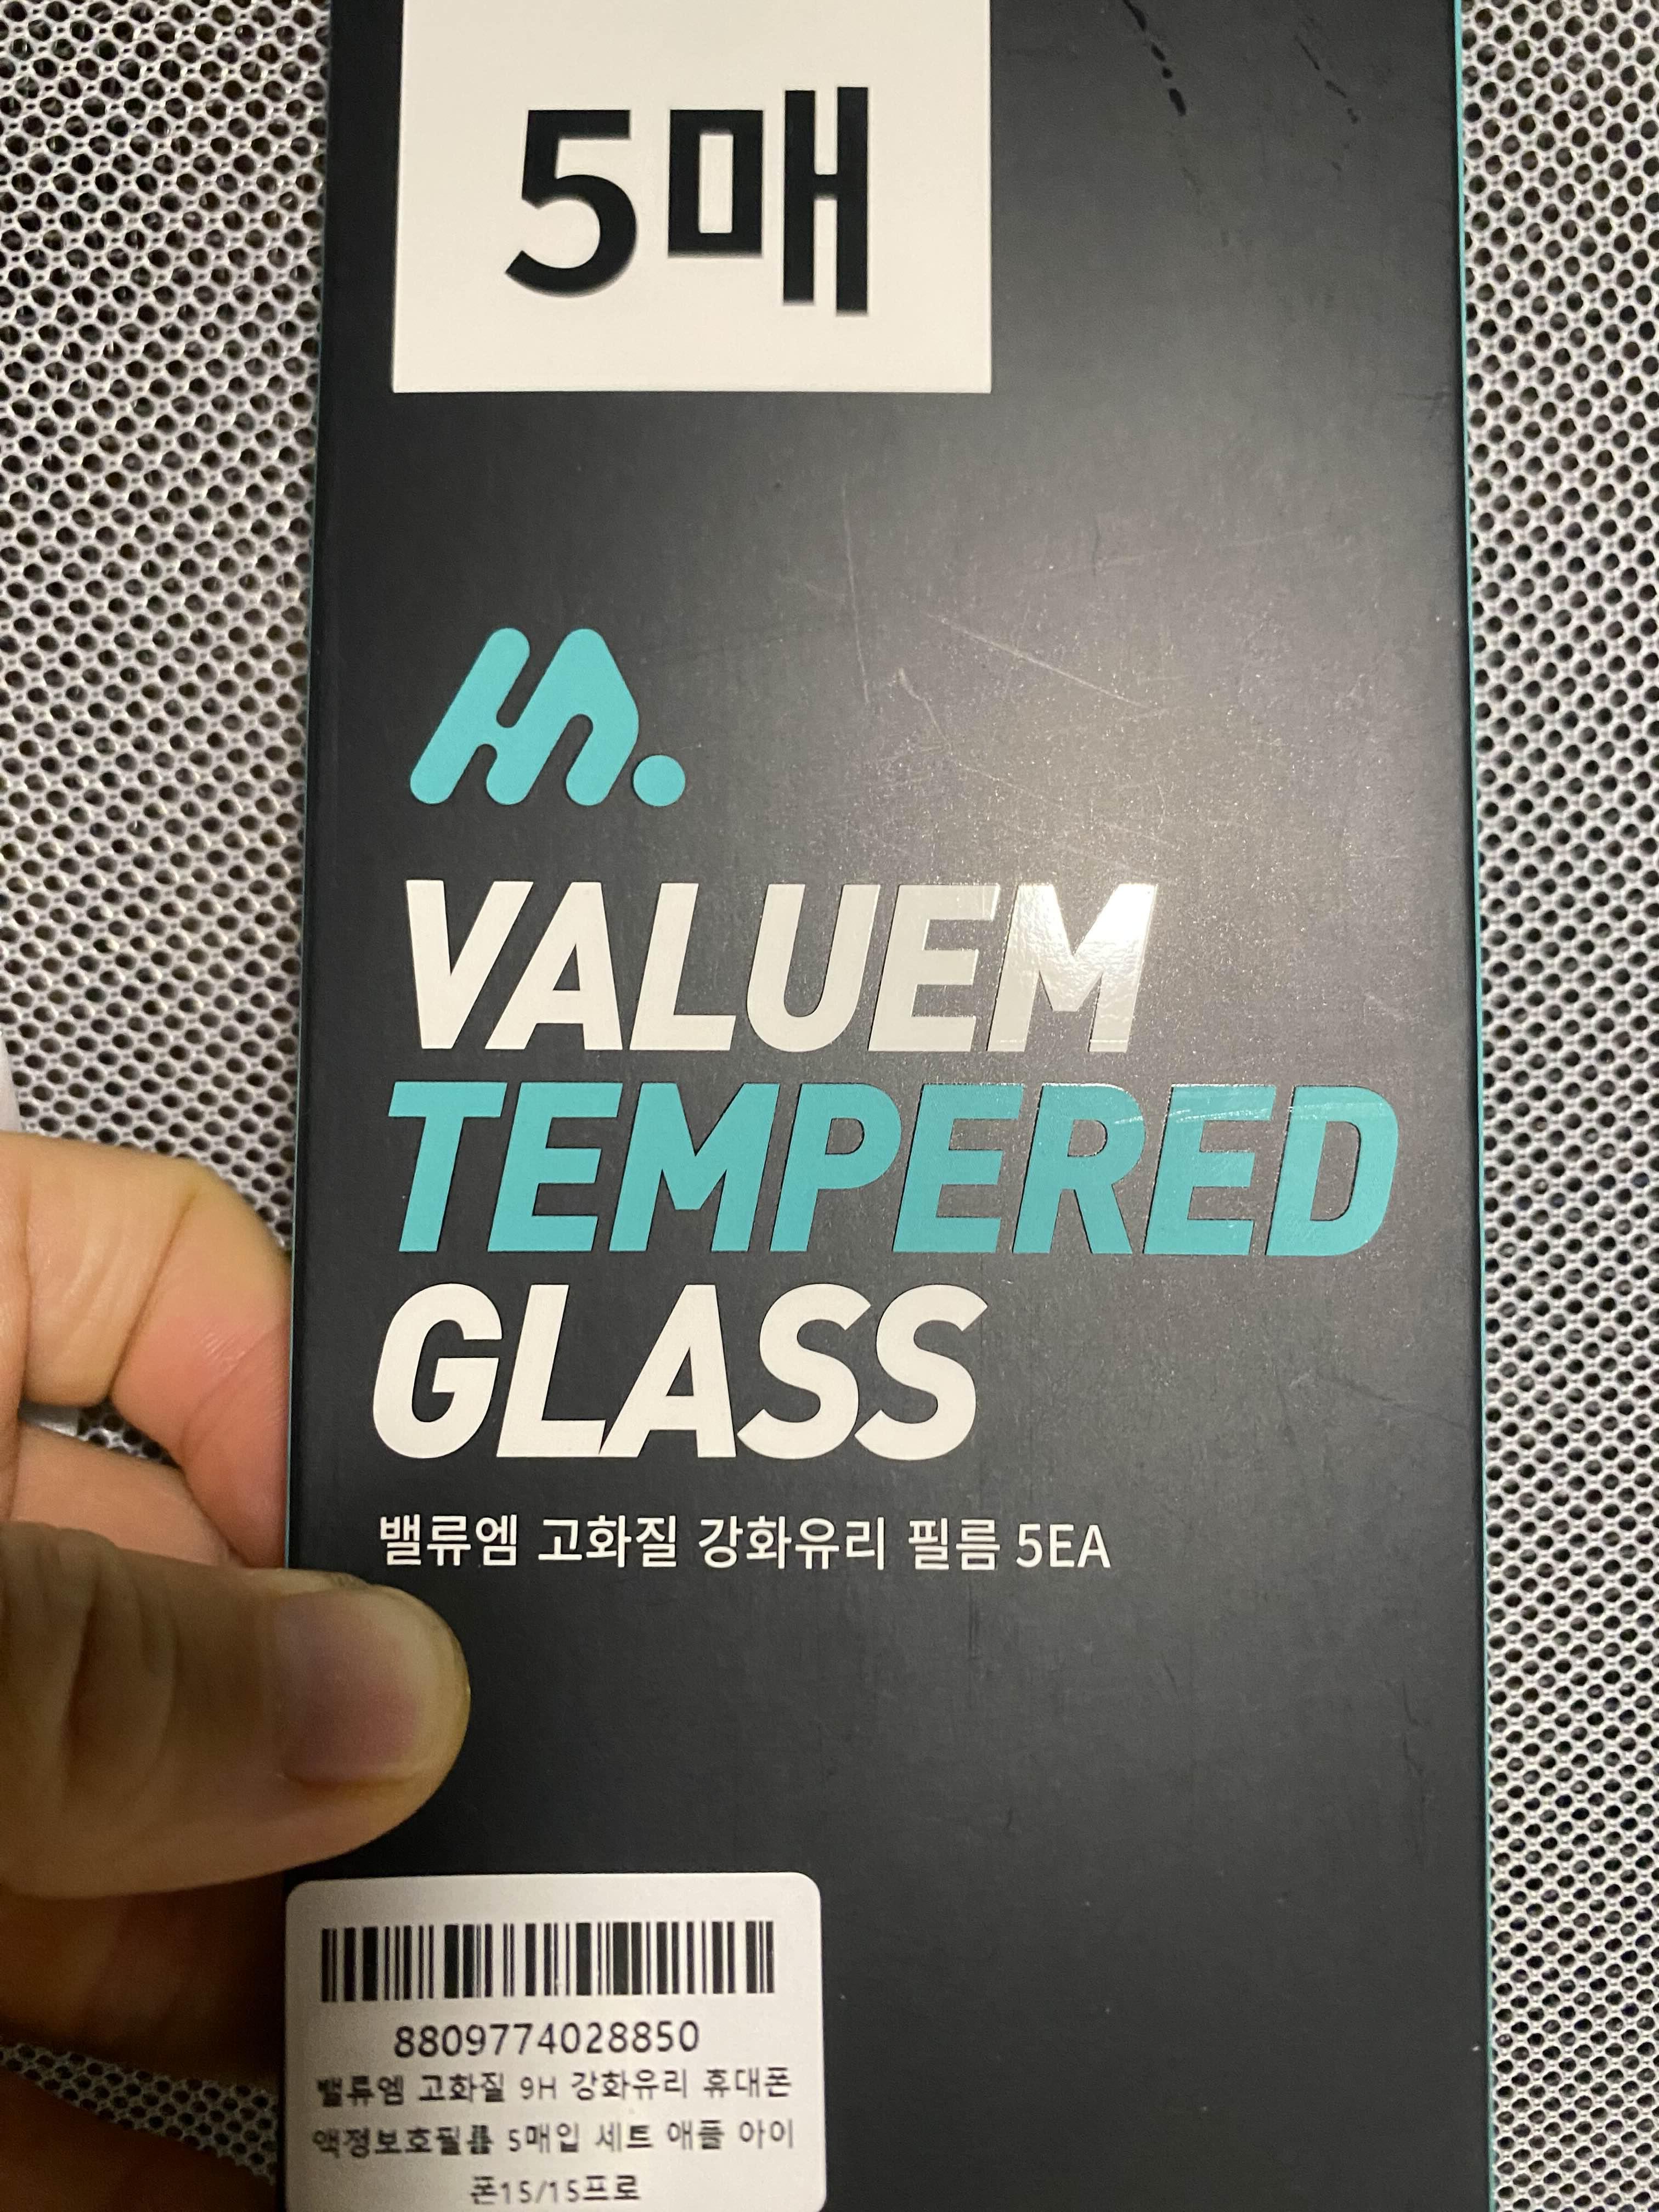 5매
VALUEM
TEMPERED
GLASS
밸류엠 고화질 강화유리 필름 5EA
8809774028850
밸류엠 고화질 9H 강화유리 휴대폰
액정보호필름 5매입 세트 애플 아이
폰15/15프로